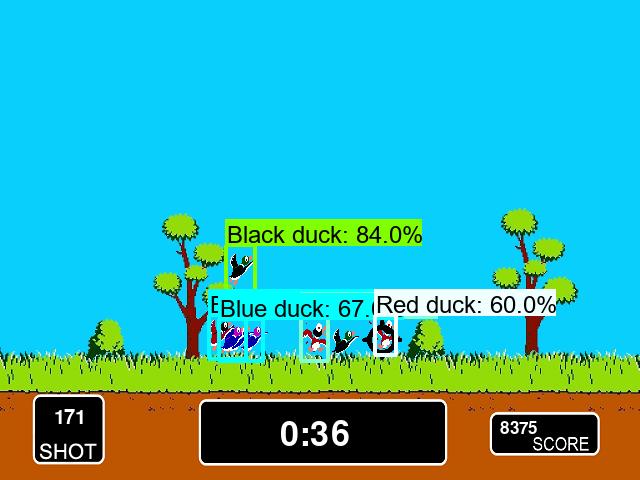 Black duck: 84.0%
Blue duck: 67.
Red duck: 60.0%
171
SHOT
0:36
8375
SCORE